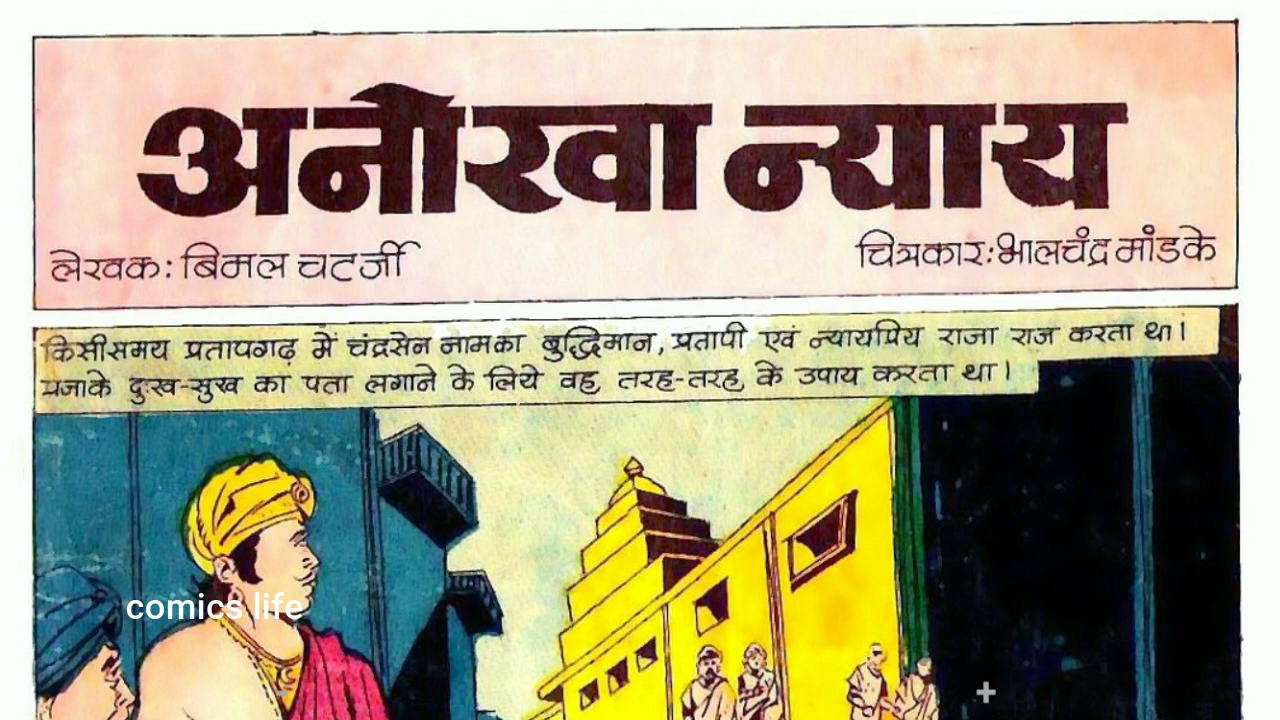 अनोखा न्याय
लेखक: बिमल चटर्जी
चित्रकार: भालचंद्र मांडके
किसीसमय प्रतापगढ़ में चंद्रसेन नामका बुद्धिमान, प्रतापी एवं न्यायप्रिय राजा राज करता था।
प्रजाके दुःख-सुख का पता लगाने के लिये वह तरह-तरह के उपाय करता था।
comics life